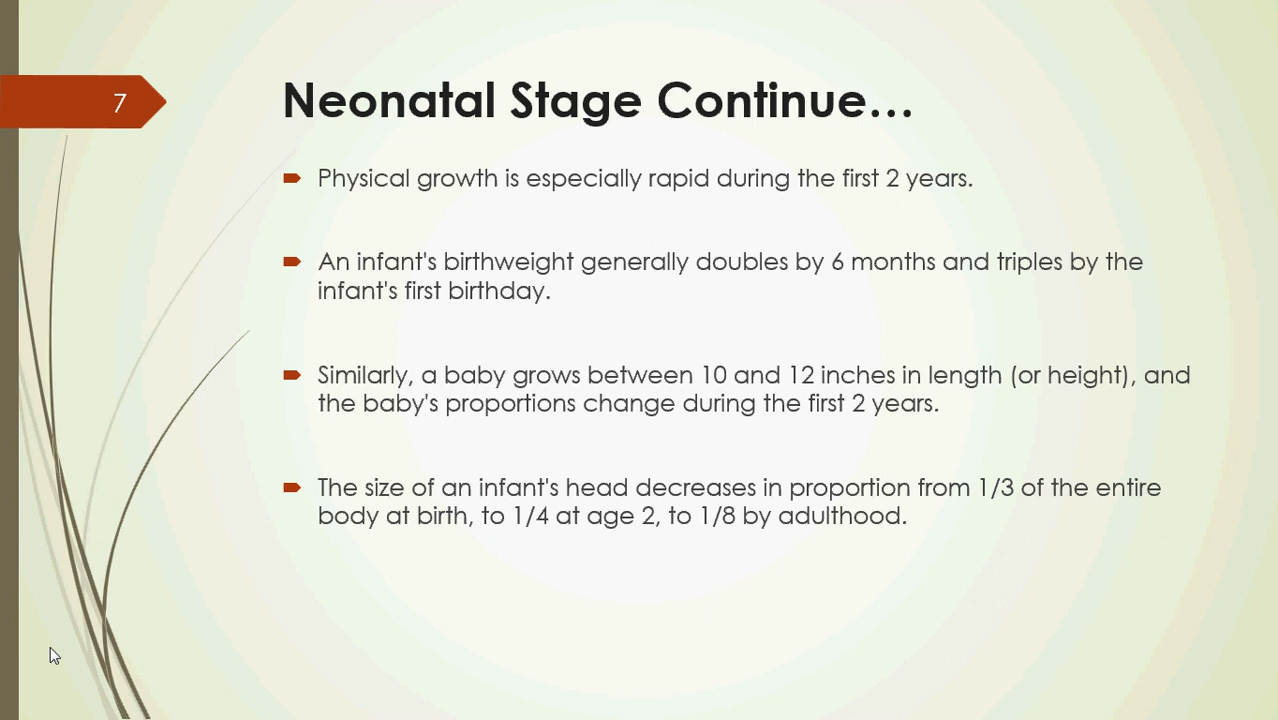 7
Neonatal Stage Continue...
Physical growth is especially rapid during the first 2 years.
An infant's birthweight generally doubles by 6 months and triples by the
infant's first birthday.
Similarly, a baby grows between 10 and 12 inches in length (or height), and
the baby's proportions change during the first 2 years.
The size of an infant's head decreases in proportion from 1/3 of the entire
body at birth, to 1/4 at age 2, to 1/8 by adulthood.